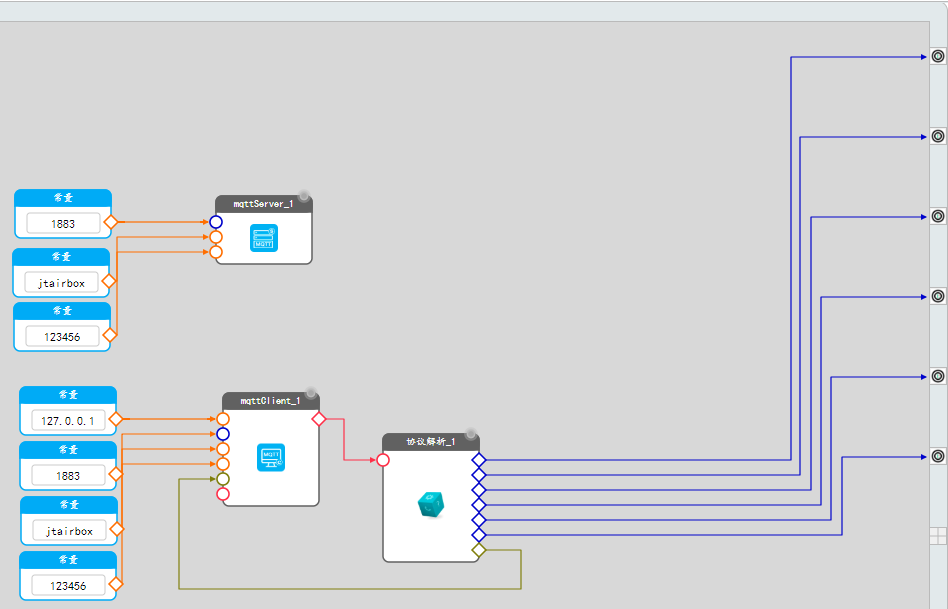 常量
1883
mqttServer_1
MQTT
常量
jtairbox
常量
123456
常量
127.0.0.1
mqttClient_1
MQTT
常量
1883
协议解析_1
常量
jtairbox
常量
123456